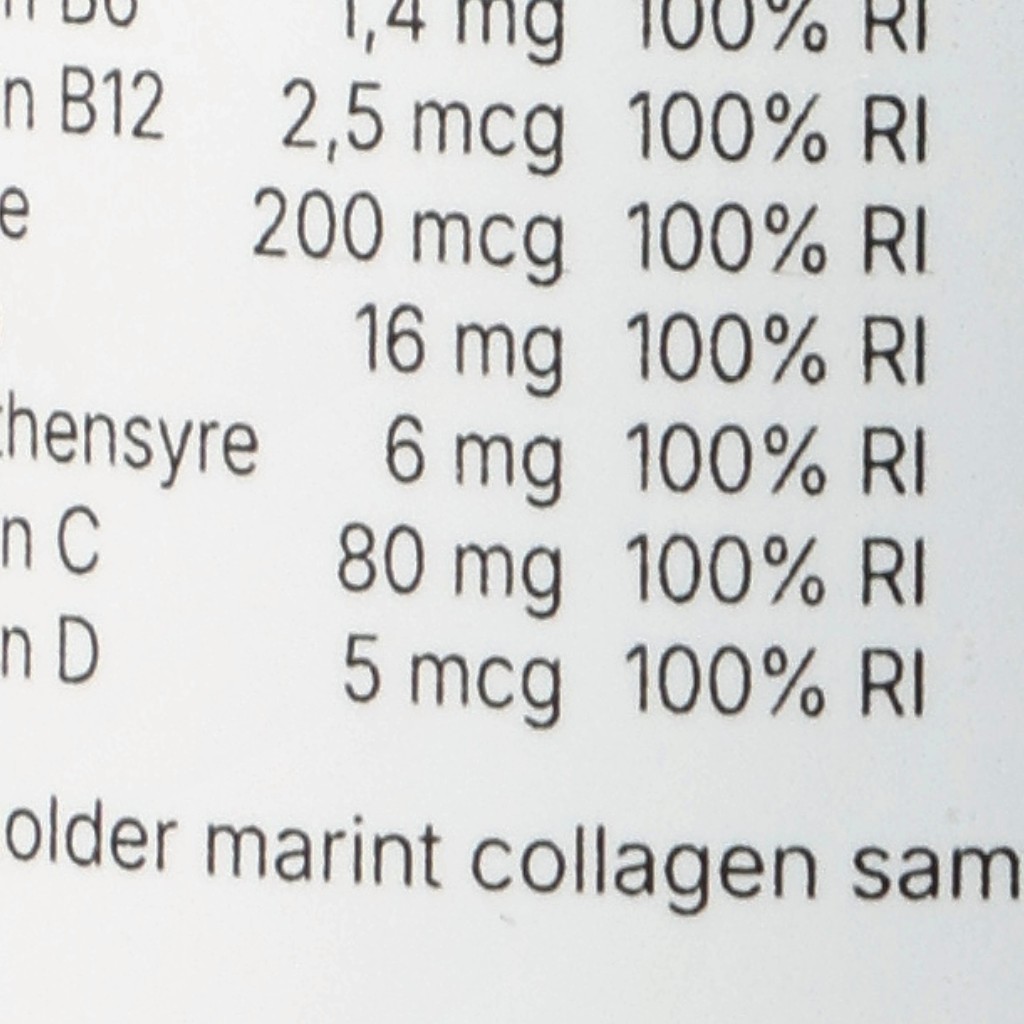 n B6 1,4 mg 100% RI
n B12 2,5 mcg 100% RI
e 200 mcg 100% RI
16 mg 100% RI
thensyre 6 mg 100% RI
n C 80 mg 100% RI
n D 5 mcg 100% RI
older marint collagen sam